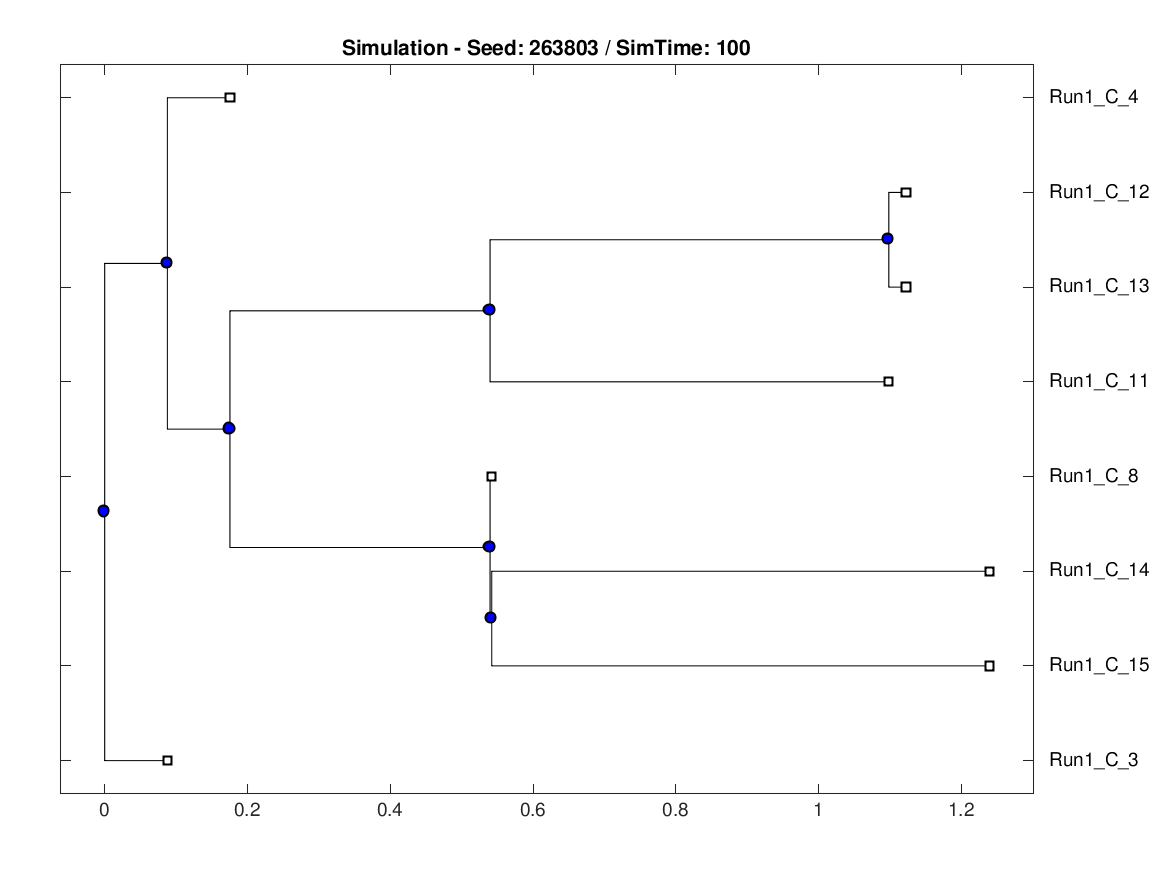 Simulation - Seed: 263803 / SimTime: 100
Run1_C_4
Run1_C_12
Run1_C_13
Run1_C_11
Run1_C_8
Run1_C_14
Run1_C_15
Run1_C_3
0 0.2 0.4 0.6 0.8 1 1.2